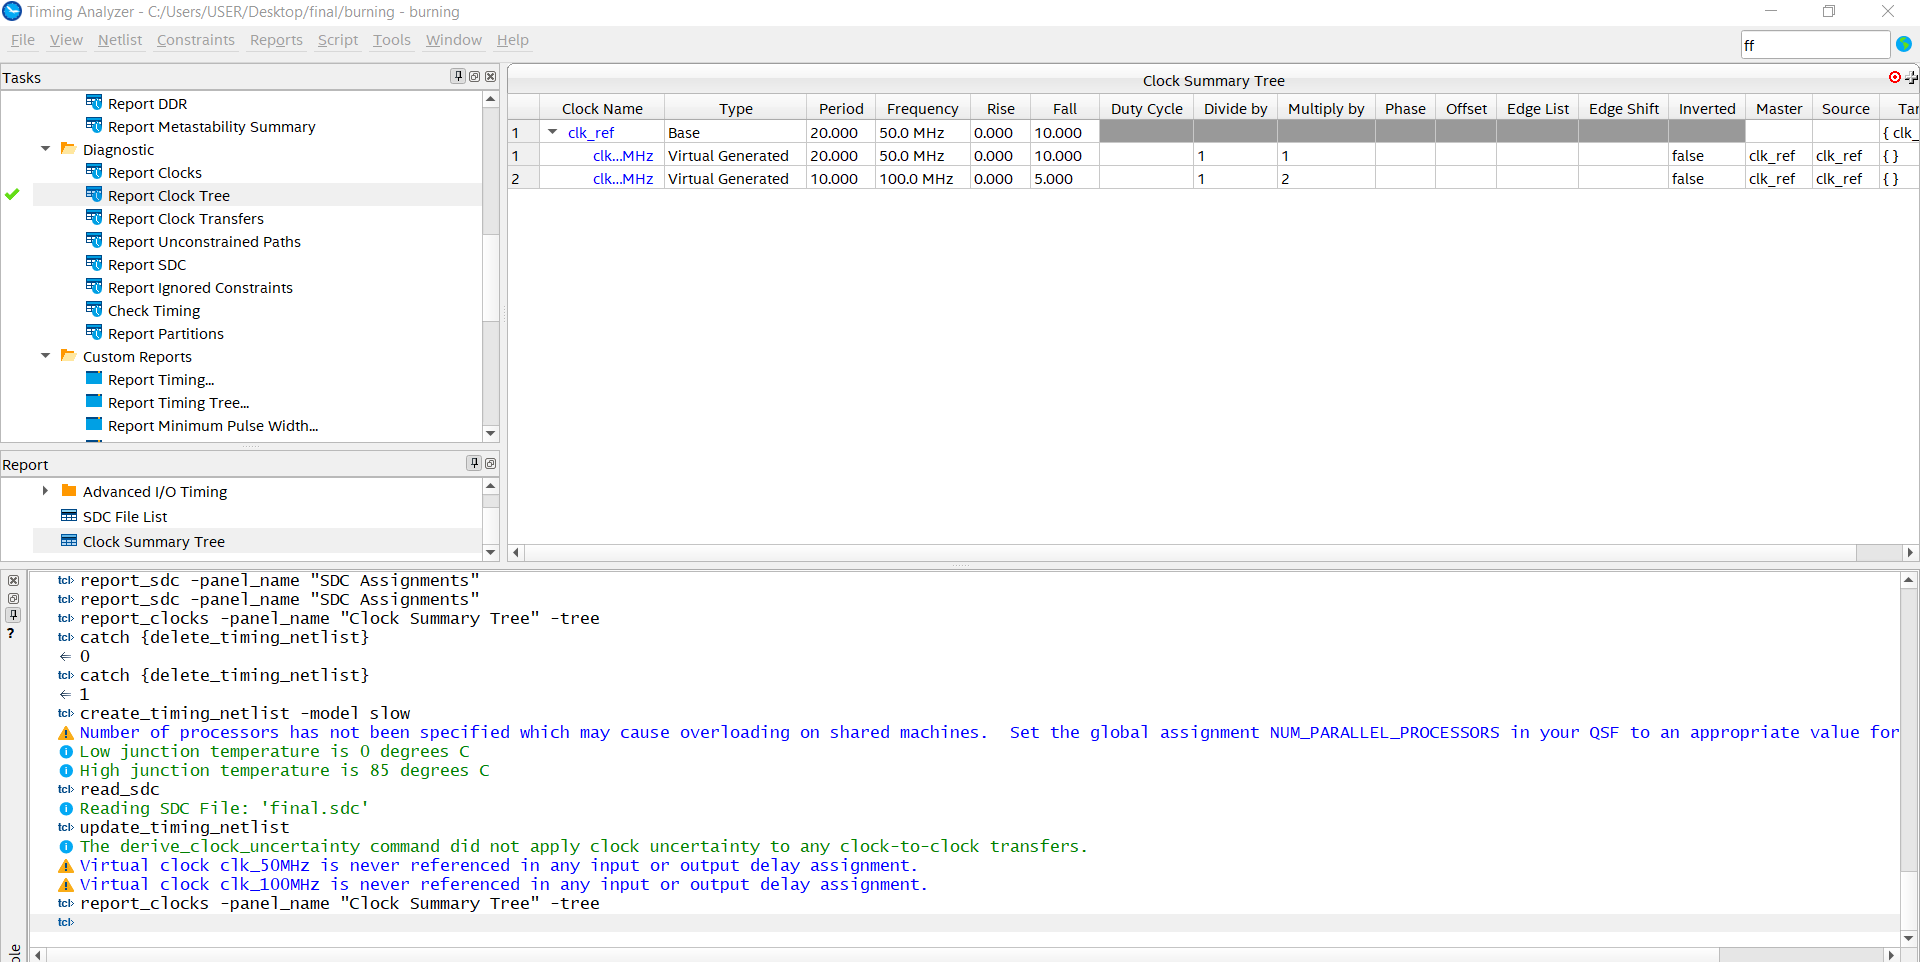 Timing Analyzer - C:/Users/USER/Desktop/final/burning - burning
File View Netlist Constraints Reports Script Tools Window Help
ff
Tasks
Report DDR
Report Metastability Summary
Diagnostic
Report Clocks
Report Clock Tree
Report Clock Transfers
Report Unconstrained Paths
Report SDC
Report Ignored Constraints
Check Timing
Report Partitions
Custom Reports
Report Timing...
Report Timing Tree...
Report Minimum Pulse Width...
Report
Advanced I/O Timing
SDC File List
Clock Summary Tree
Clock Summary Tree
Clock Name Type Period Frequency Rise Fall Duty Cycle Divide by Multiply by Phase Offset Edge List Edge Shift Inverted Master Source Tar
1 clk_ref Base 20.000 50.0 MHz 0.000 10.000 { clk_
1 clk...MHz Virtual Generated 20.000 50.0 MHz 0.000 10.000 1 1 false clk_ref clk_ref { }
2 clk...MHz Virtual Generated 10.000 100.0 MHz 0.000 5.000 1 2 false clk_ref clk_ref { }
tcl> report_sdc -panel_name "SDC Assignments"
tcl> report_sdc -panel_name "SDC Assignments"
tcl> report_clocks -panel_name "Clock Summary Tree" -tree
tcl> catch {delete_timing_netlist}
0
tcl> catch {delete_timing_netlist}
1
tcl> create_timing_netlist -model slow
Number of processors has not been specified which may cause overloading on shared machines.  Set the global assignment NUM_PARALLEL_PROCESSORS in your QSF to an appropriate value for
Low junction temperature is 0 degrees C
High junction temperature is 85 degrees C
tcl> read_sdc
Reading SDC File: 'final.sdc'
tcl> update_timing_netlist
The derive_clock_uncertainty command did not apply clock uncertainty to any clock-to-clock transfers.
Virtual clock clk_50MHz is never referenced in any input or output delay assignment.
Virtual clock clk_100MHz is never referenced in any input or output delay assignment.
tcl> report_clocks -panel_name "Clock Summary Tree" -tree
tcl>